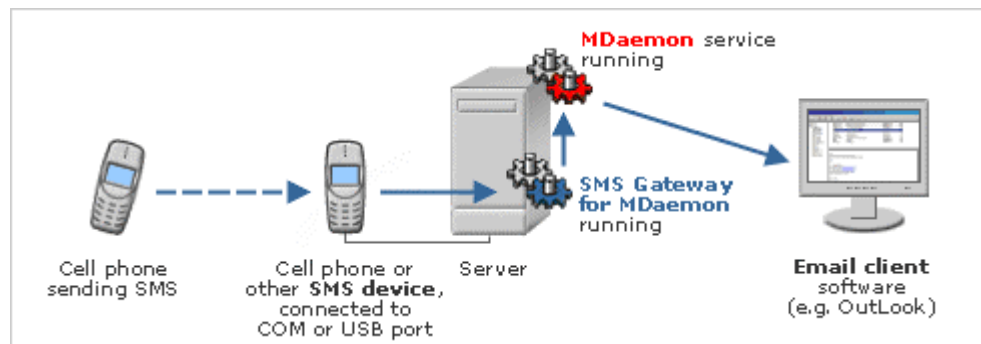 MDaemon service
running
SMS Gateway
for MDaemon
running
Cell phone
sending SMS
Cell phone or
other SMS device,
connected to
COM or USB port
Server
Email client
software
(e.g. OutLook)